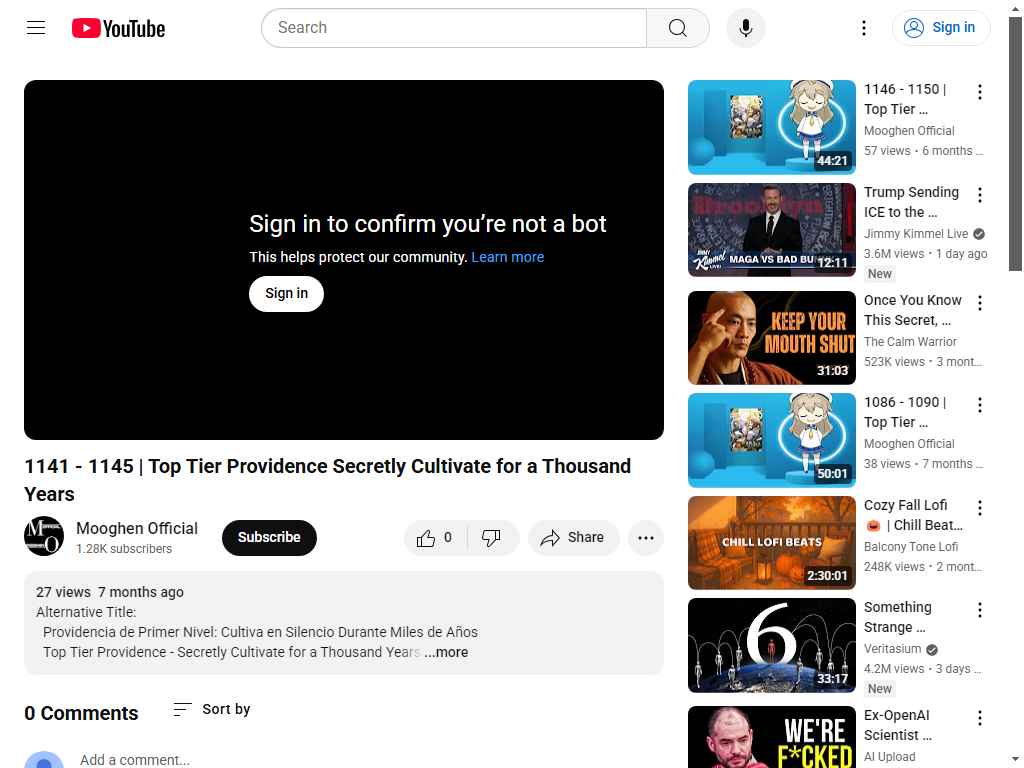 YouTube
Search
Sign in
Sign in to confirm you’re not a bot
This helps protect our community. Learn more
Sign in
1141 - 1145 | Top Tier Providence Secretly Cultivate for a Thousand
Years
Mooghen Official
1.28K subscribers
Subscribe
0
Share
27 views 7 months ago
Alternative Title:
Providencia de Primer Nivel: Cultiva en Silencio Durante Miles de Años
Top Tier Providence - Secretly Cultivate for a Thousand Years ...more
0 Comments
Sort by
Add a comment...
44:21
1146 - 1150 |
Top Tier ...
Mooghen Official
57 views • 6 months ...
JIMMY
Kimmel
LIVE!
MAGA VS BAD BUNNY
12:11
Trump Sending
ICE to the ...
Jimmy Kimmel Live
3.6M views • 1 day ago
New
KEEP YOUR
MOUTH SHUT
31:03
Once You Know
This Secret, ...
The Calm Warrior
523K views • 3 mont...
50:01
1086 - 1090 |
Top Tier ...
Mooghen Official
38 views • 7 months ...
CHILL LOFI BEATS
2:30:01
Cozy Fall Lofi
🎃 | Chill Beat...
Balcony Tone Lofi
248K views • 2 mont...
6
33:17
Something
Strange ...
Veritasium
4.2M views • 3 days ...
New
WE'RE
F*CKED
Ex-OpenAI
Scientist ...
AI Upload